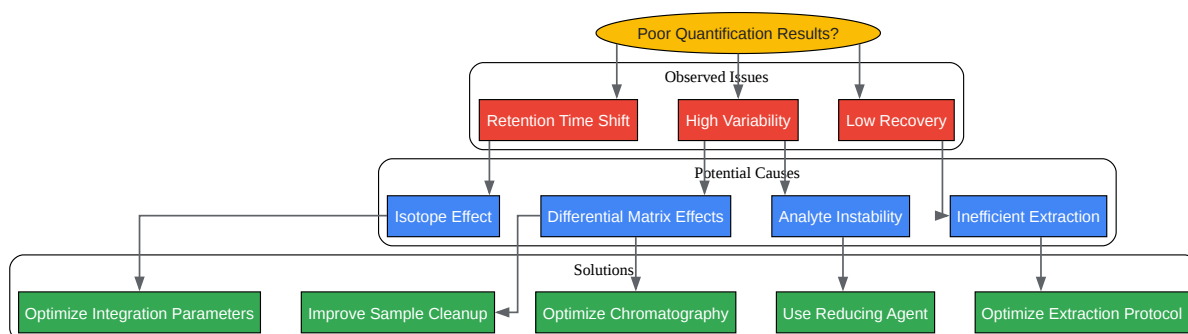 Poor Quantification Results?
Observed Issues
Retention Time Shift
High Variability
Low Recovery
Potential Causes
Isotope Effect
Differential Matrix Effects
Analyte Instability
Inefficient Extraction
Solutions
Optimize Integration Parameters
Improve Sample Cleanup
Optimize Chromatography
Use Reducing Agent
Optimize Extraction Protocol